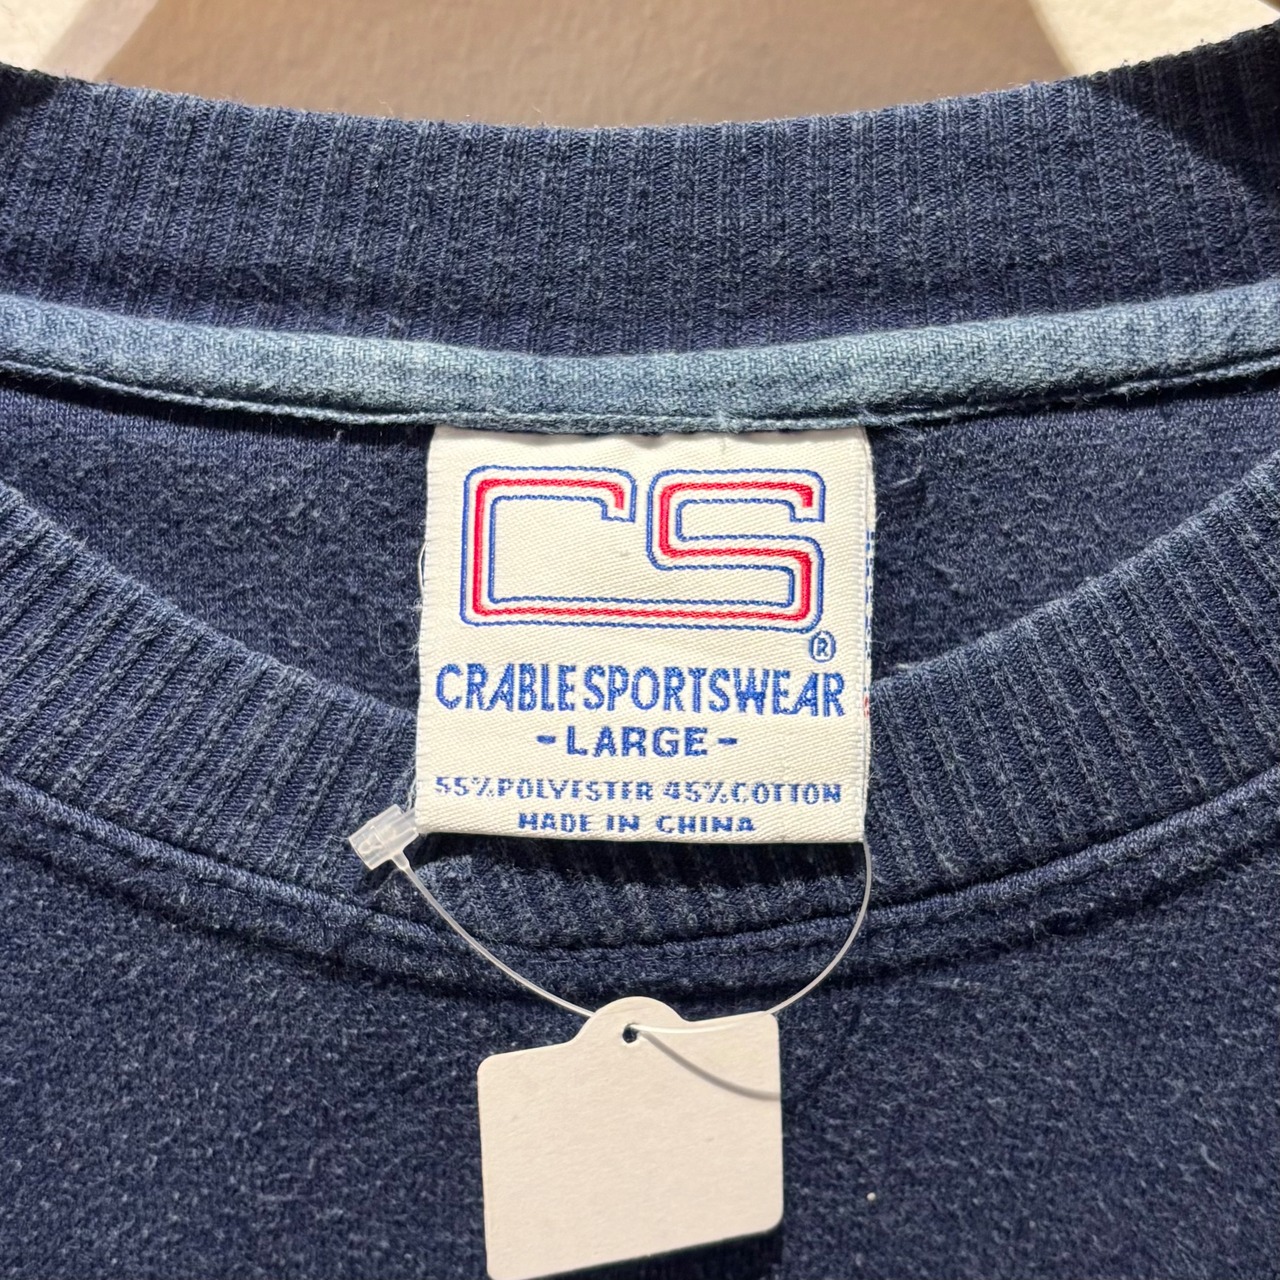 CS®
CRABLE SPORTSWEAR
-LARGE-
55%POLYESTER 45%COTTON
MADE IN CHINA